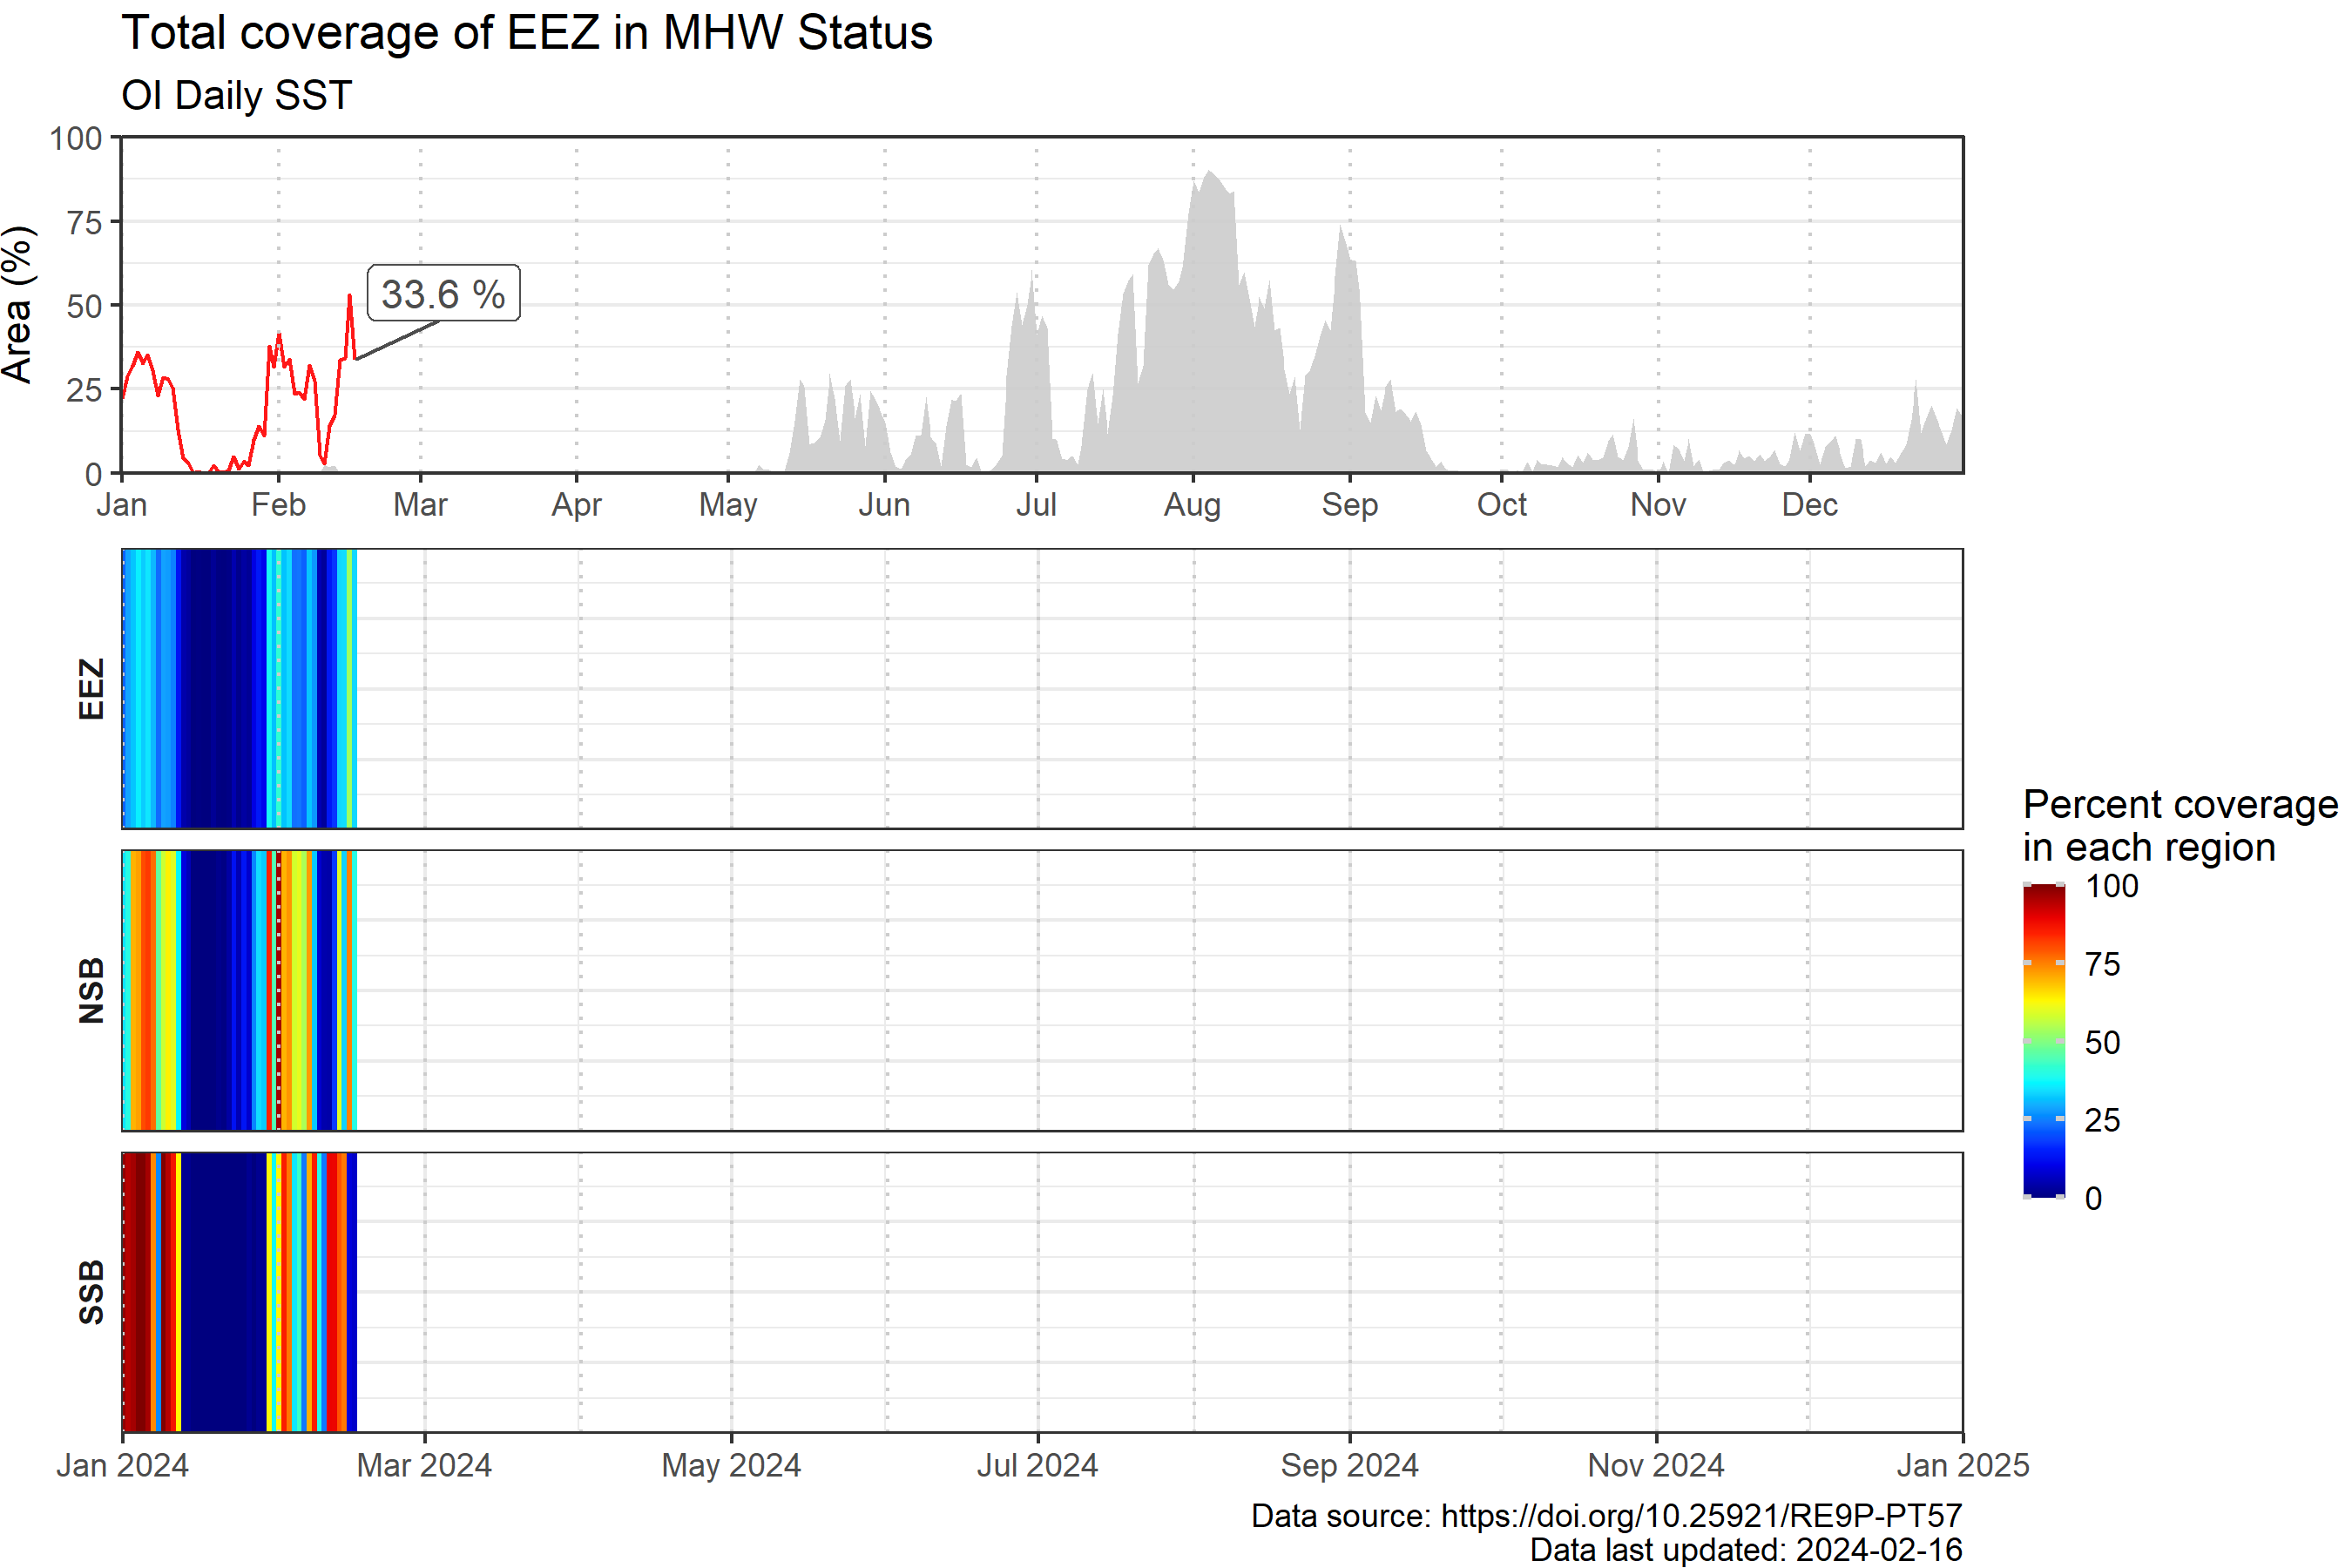 Total coverage of EEZ in MHW Status
OI Daily SST
Area (%)
100
75
50
25
0
33.6 %
Jan Feb Mar Apr May Jun Jul Aug Sep Oct Nov Dec
EEZ
NSB
SSB
Percent coverage
in each region
100
75
50
25
0
Jan 2024 Mar 2024 May 2024 Jul 2024 Sep 2024 Nov 2024 Jan 2025
Data source: https://doi.org/10.25921/RE9P-PT57
Data last updated: 2024-02-16